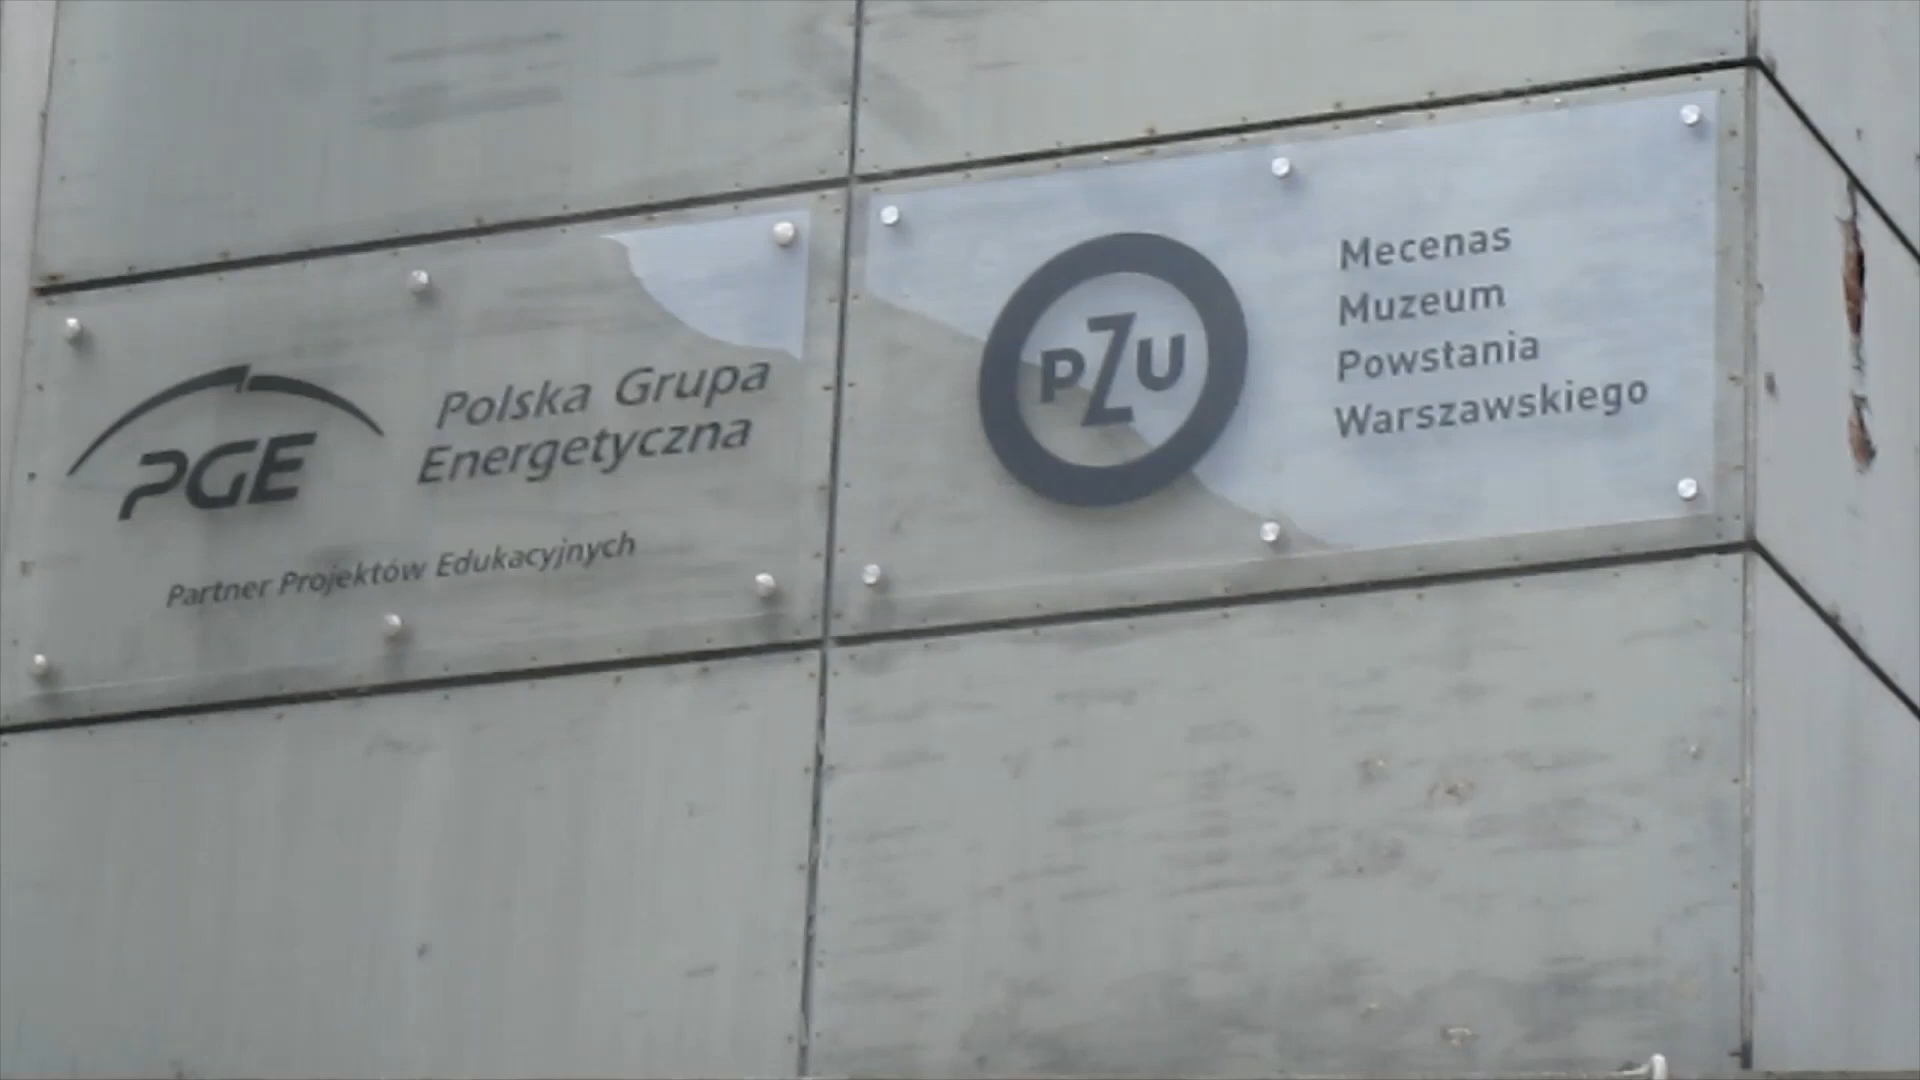 PGE
Polska Grupa
Energetyczna
Partner Projektów Edukacyjnych
PZU
Mecenas
Muzeum
Powstania
Warszawskiego